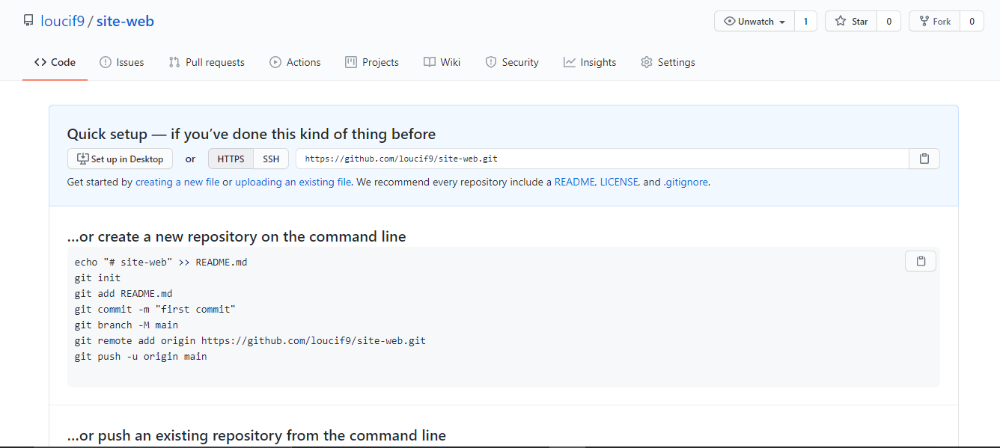 loucif9 / site-web
Unwatch 1 Star 0 Fork 0
Code Issues Pull requests Actions Projects Wiki Security Insights Settings
Quick setup — if you’ve done this kind of thing before
Set up in Desktop or HTTPS SSH https://github.com/loucif9/site-web.git
Get started by creating a new file or uploading an existing file. We recommend every repository include a README, LICENSE, and .gitignore.
…or create a new repository on the command line
echo "# site-web" >> README.md
git init
git add README.md
git commit -m "first commit"
git branch -M main
git remote add origin https://github.com/loucif9/site-web.git
git push -u origin main
…or push an existing repository from the command line